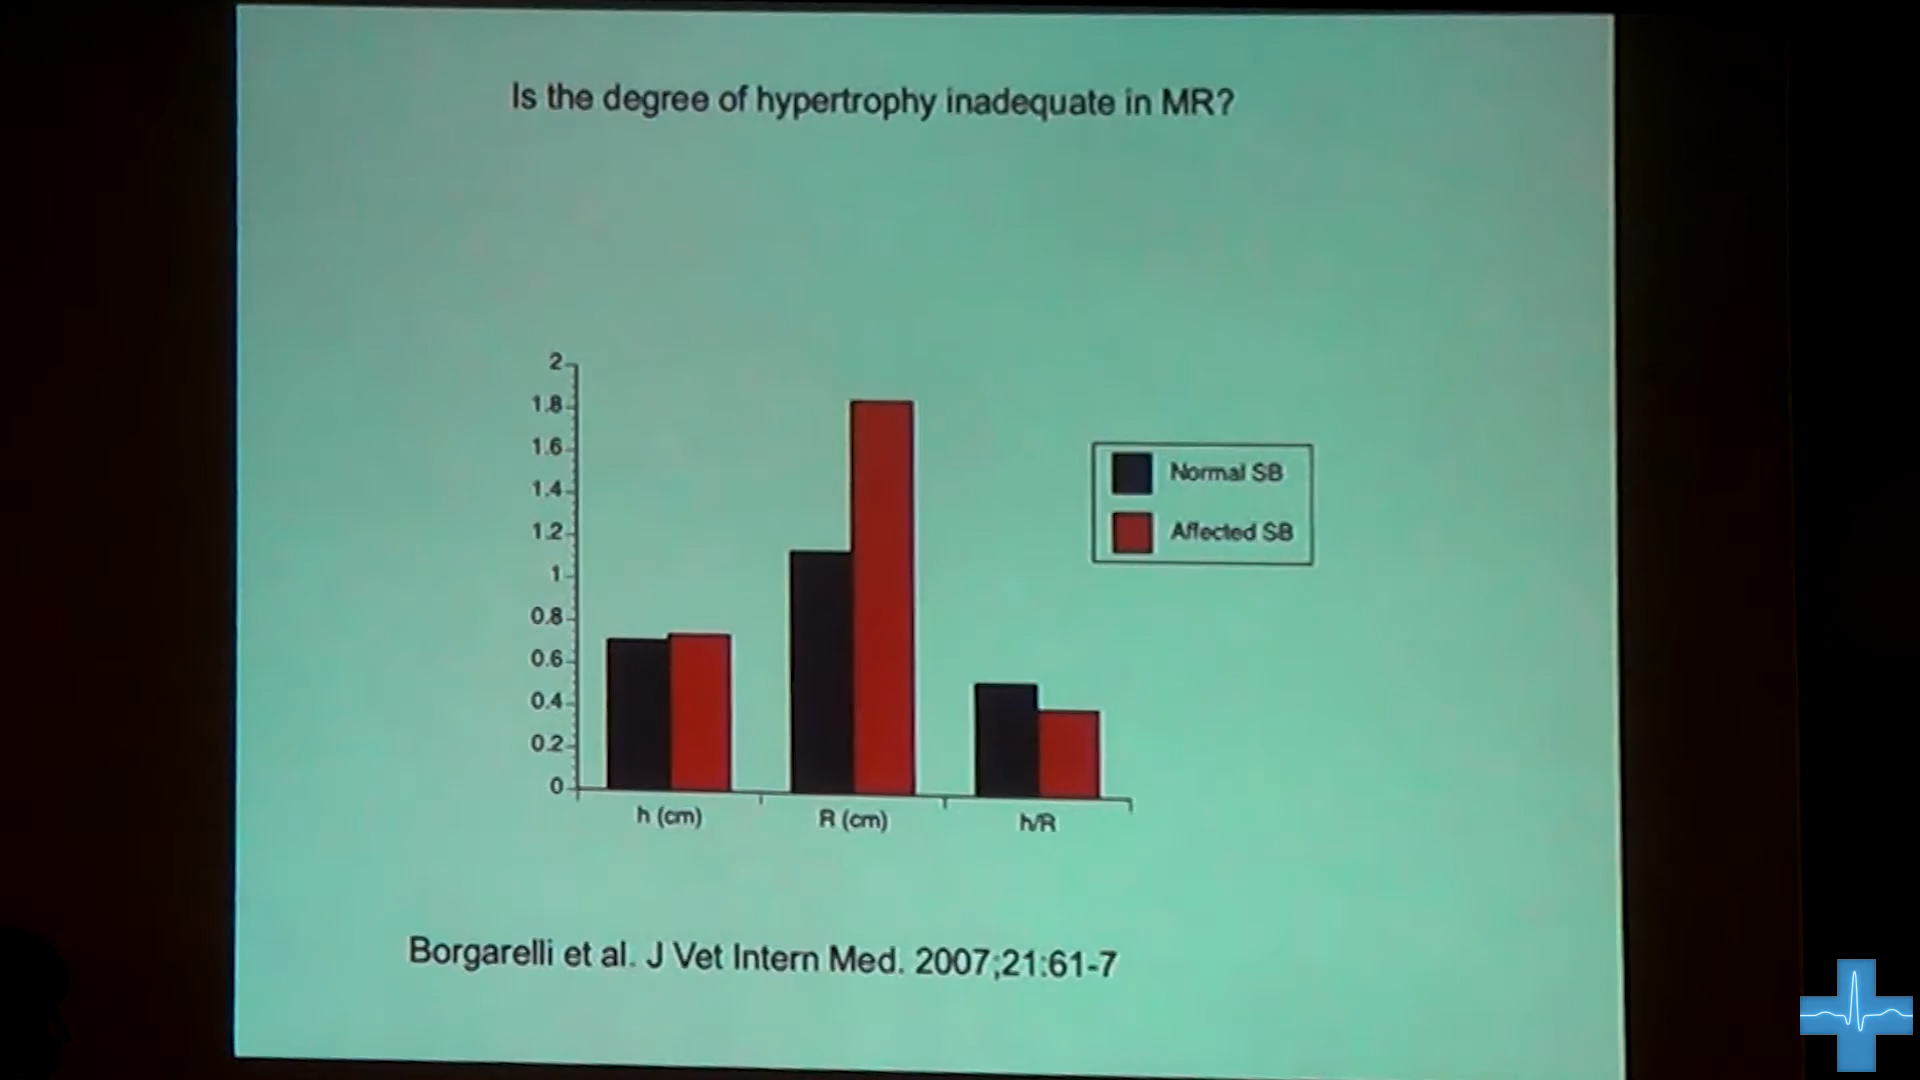 Is the degree of hypertrophy inadequate in MR?
2
1.8
1.6
1.4
1.2
1
0.8
0.6
0.4
0.2
0
h (cm)
R (cm)
h/R
Normal SB
Affected SB
Borgarelli et al. J Vet Intern Med. 2007;21:61-7